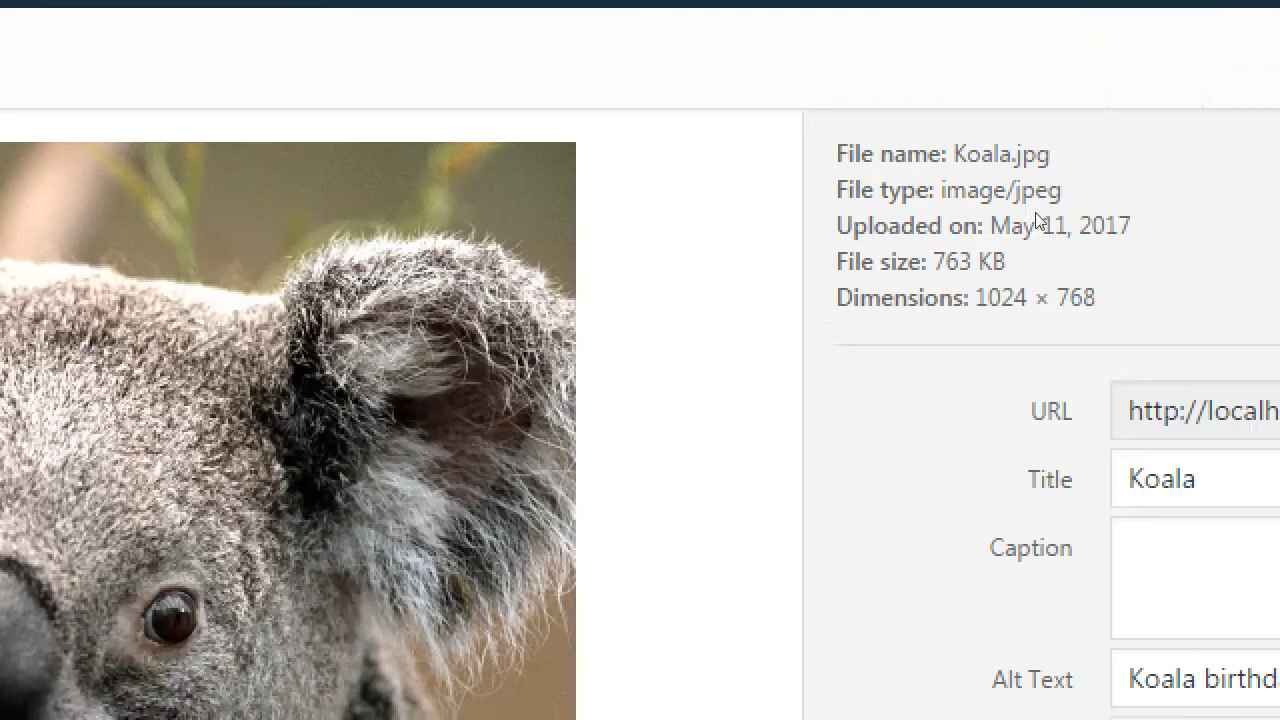 File name: Koala.jpg
File type: image/jpeg
Uploaded on: May 11, 2017
File size: 763 KB
Dimensions: 1024 × 768
URL http://localh
Title Koala
Caption
Alt Text Koala birthd